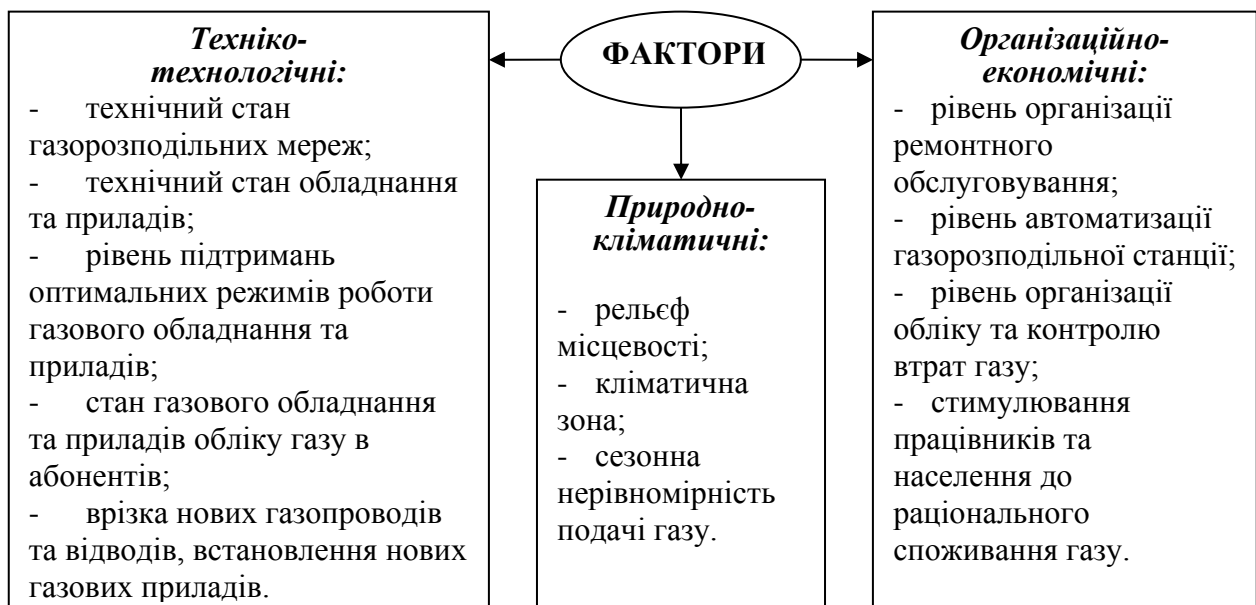 ФАКТОРИ
Техніко-
технологічні:
- технічний стан
газорозподільних мереж;
- технічний стан обладнання
та приладів;
- рівень підтримань
оптимальних режимів роботи
газового обладнання та
приладів;
- стан газового обладнання
та приладів обліку газу в
абонентів;
- врізка нових газопроводів
та відводів, встановлення нових
газових приладів.
Природно-
кліматичні:
- рельєф
місцевості;
- кліматична
зона;
- сезонна
нерівномірність
подачі газу.
Організаційно-
економічні:
- рівень організації
ремонтного
обслуговування;
- рівень автоматизації
газорозподільної станції;
- рівень організації
обліку та контролю
втрат газу;
- стимулювання
працівників та
населення до
раціонального
споживання газу.